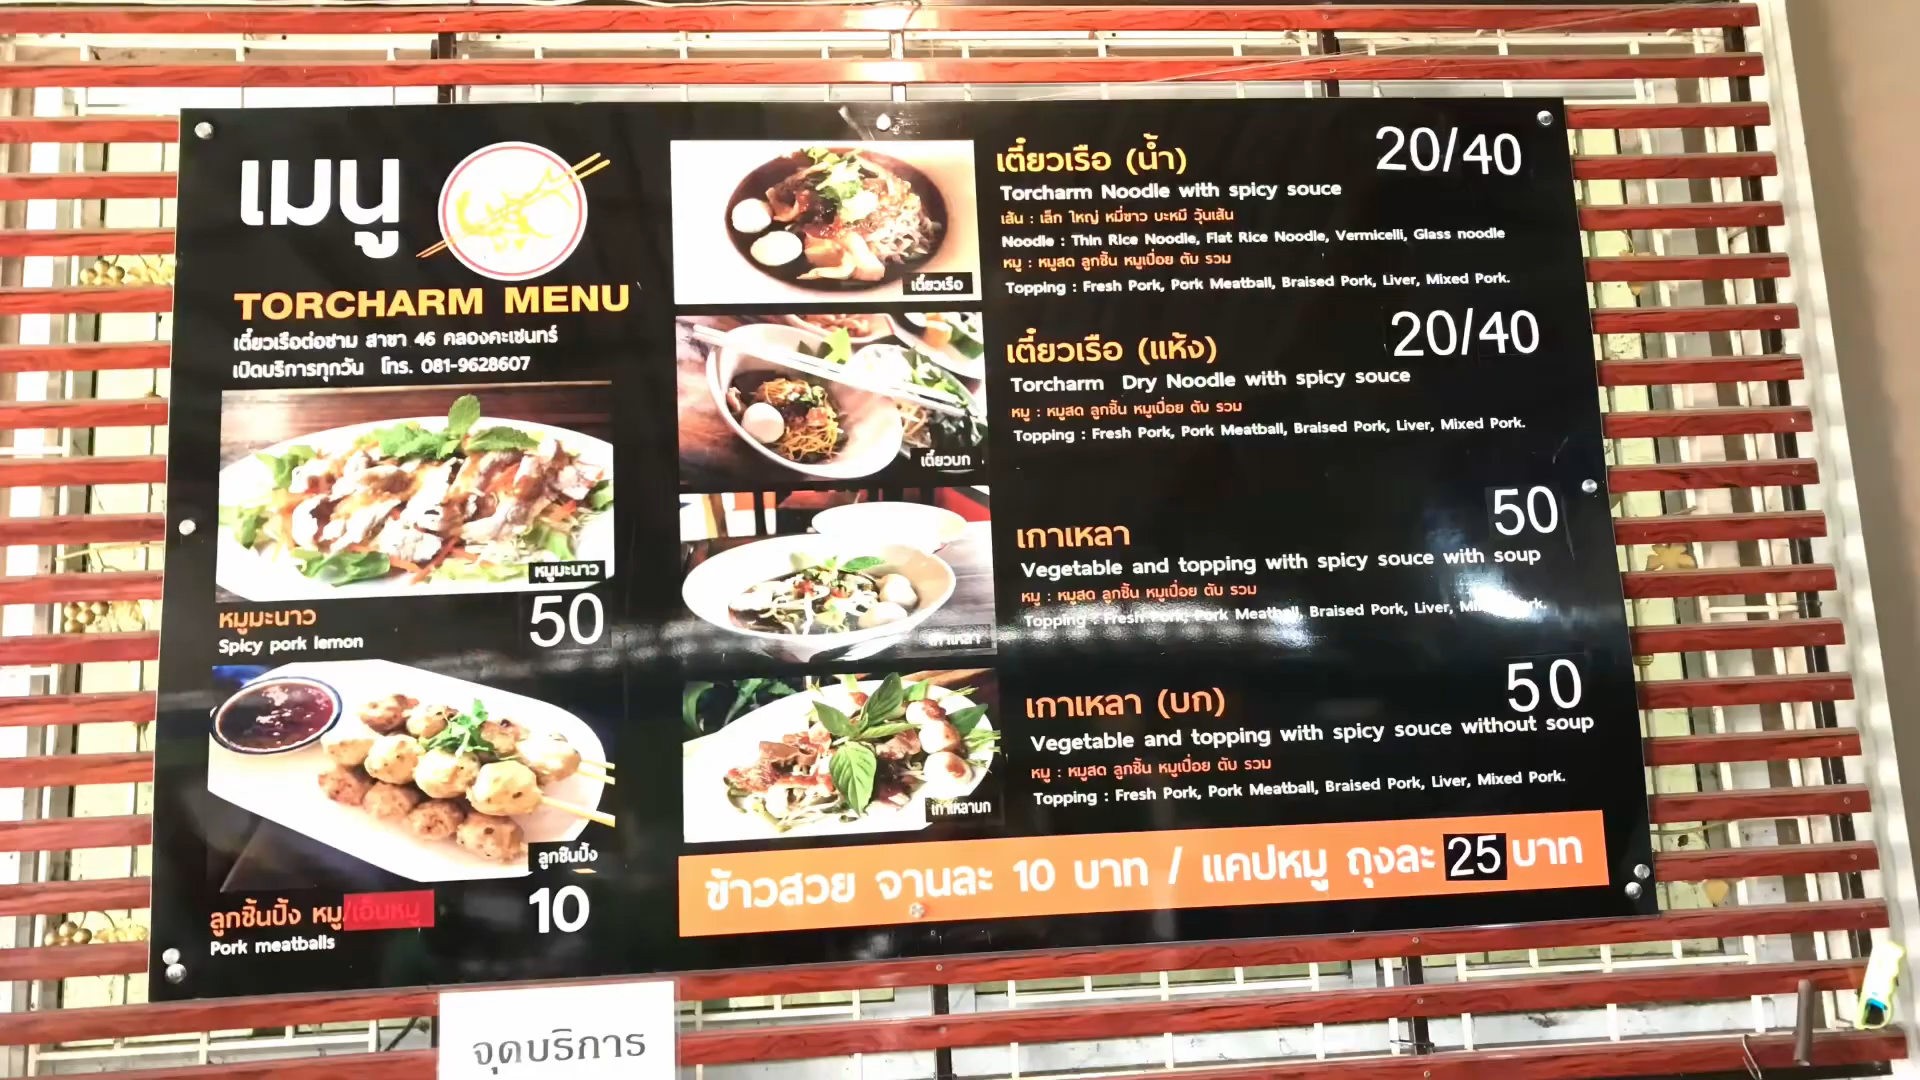 เมนู
TORCHARM MENU
เตี๋ยวเรือต่อชาม สาขา 46 คลองคะเชนทร์
เปิดบริการทุกวัน โทร. 081-9628607
หมูมะนาว
หมูมะนาว
50
Spicy pork lemon
ลูกชิ้นปิ้ง
ลูกชิ้นปิ้ง หมู/เอ็นหมู
10
Pork meatballs
เตี๋ยวเรือ
เตี๋ยวบก
เกาเหลา
เกาเหลาบก
เตี๋ยวเรือ (น้ำ) 20/40
Torcharm Noodle with spicy souce
เส้น : เล็ก ใหญ่ หมี่ขาว บะหมี่ วุ้นเส้น
Noodle : Thin Rice Noodle, Flat Rice Noodle, Vermicelli, Glass noodle
หมู : หมูสด ลูกชิ้น หมูเปื่อย ตับ รวม
Topping : Fresh Pork, Pork Meatball, Braised Pork, Liver, Mixed Pork.
เตี๋ยวเรือ (แห้ง) 20/40
Torcharm Dry Noodle with spicy souce
หมู : หมูสด ลูกชิ้น หมูเปื่อย ตับ รวม
Topping : Fresh Pork, Pork Meatball, Braised Pork, Liver, Mixed Pork.
เกาเหลา 50
Vegetable and topping with spicy souce with soup
หมู : หมูสด ลูกชิ้น หมูเปื่อย ตับ รวม
Topping : Fresh Pork, Pork Meatball, Braised Pork, Liver, Mixed Pork.
เกาเหลา (บก) 50
Vegetable and topping with spicy souce without soup
หมู : หมูสด ลูกชิ้น หมูเปื่อย ตับ รวม
Topping : Fresh Pork, Pork Meatball, Braised Pork, Liver, Mixed Pork.
ข้าวสวย จานละ 10 บาท / แคปหมู ถุงละ 25 บาท
จุดบริการ